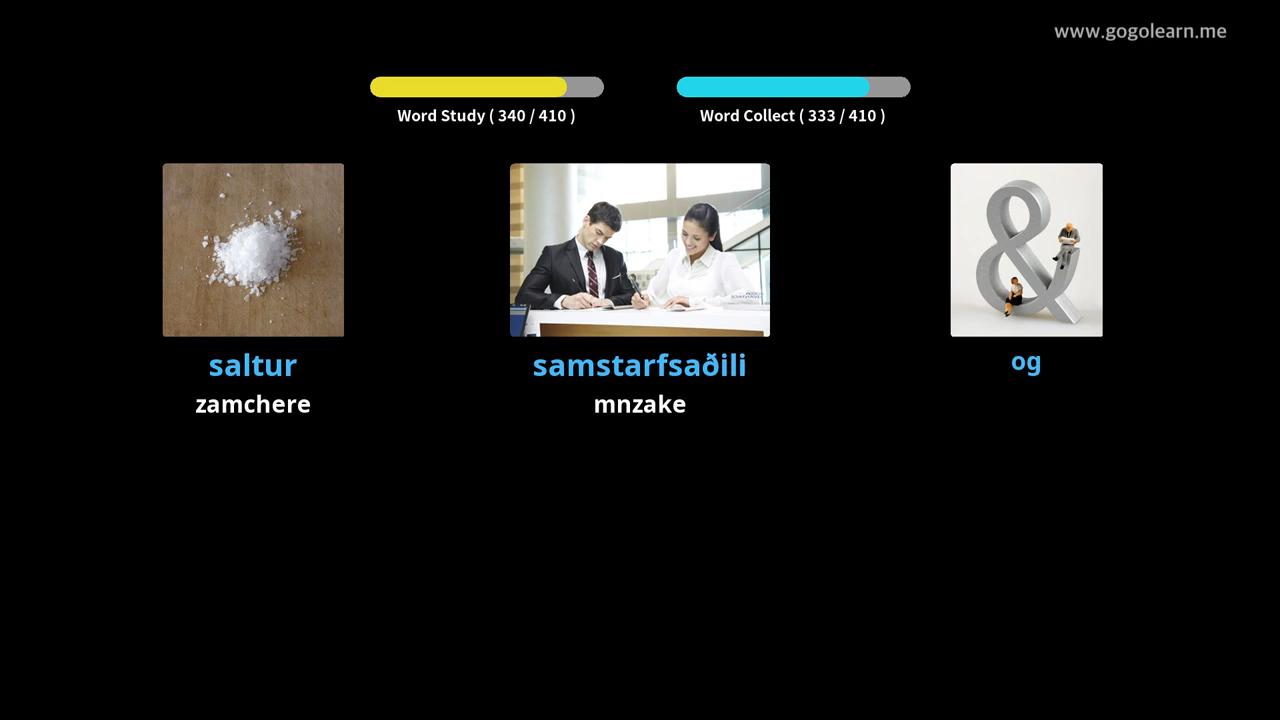 www.gogolearn.me
Word Study ( 340 / 410 )
Word Collect ( 333 / 410 )
saltur
zamchere
samstarfsaðili
mnzake
&
og